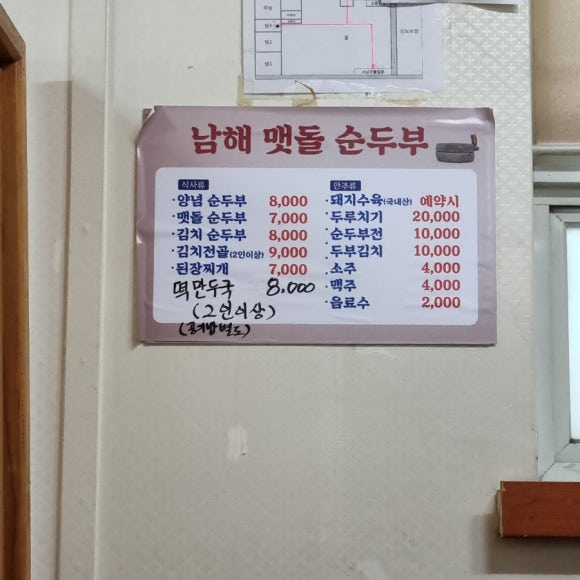 남해 맷돌 순두부
식사류
·양념 순두부 8,000
·맷돌 순두부 7,000
·김치 순두부 8,000
·김치전골(2인이상) 9,000
·된장찌개 7,000
떡만두국 8,000
(2인이상)
(공기밥별도)
안주류
·돼지수육(국내산) 예약시
·두루치기 20,000
·순두부전 10,000
·두부김치 10,000
·소주 4,000
·맥주 4,000
·음료수 2,000